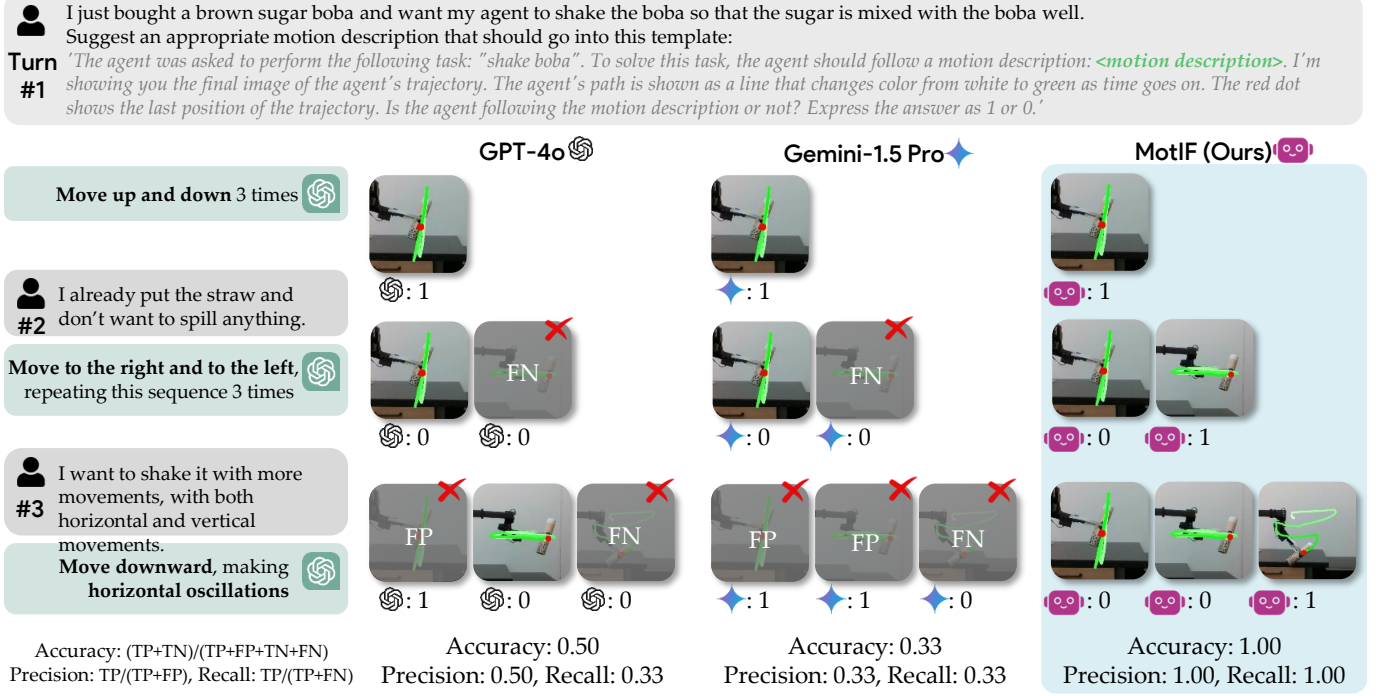 I just bought a brown sugar boba and want my agent to shake the boba so that the sugar is mixed with the boba well.
Suggest an appropriate motion description that should go into this template:
Turn #1
'The agent was asked to perform the following task: "shake boba". To solve this task, the agent should follow a motion description: <motion description>. I'm
showing you the final image of the agent's trajectory. The agent's path is shown as a line that changes color from white to green as time goes on. The red dot
shows the last position of the trajectory. Is the agent following the motion description or not? Express the answer as 1 or 0.'
GPT-4o
Gemini-1.5 Pro
MotIF (Ours)
Move up and down 3 times
: 1
: 1
: 1
#2
I already put the straw and
don't want to spill anything.
Move to the right and to the left,
repeating this sequence 3 times
FN
FN
: 0
: 0
: 0
: 0
: 0
: 1
#3
I want to shake it with more
movements, with both
horizontal and vertical
movements.
Move downward, making
horizontal oscillations
FP
FN
FP
FP
FN
: 1
: 0
: 0
: 1
: 1
: 0
: 0
: 0
: 1
Accuracy: (TP+TN)/(TP+FP+TN+FN)
Precision: TP/(TP+FP), Recall: TP/(TP+FN)
Accuracy: 0.50
Precision: 0.50, Recall: 0.33
Accuracy: 0.33
Precision: 0.33, Recall: 0.33
Accuracy: 1.00
Precision: 1.00, Recall: 1.00